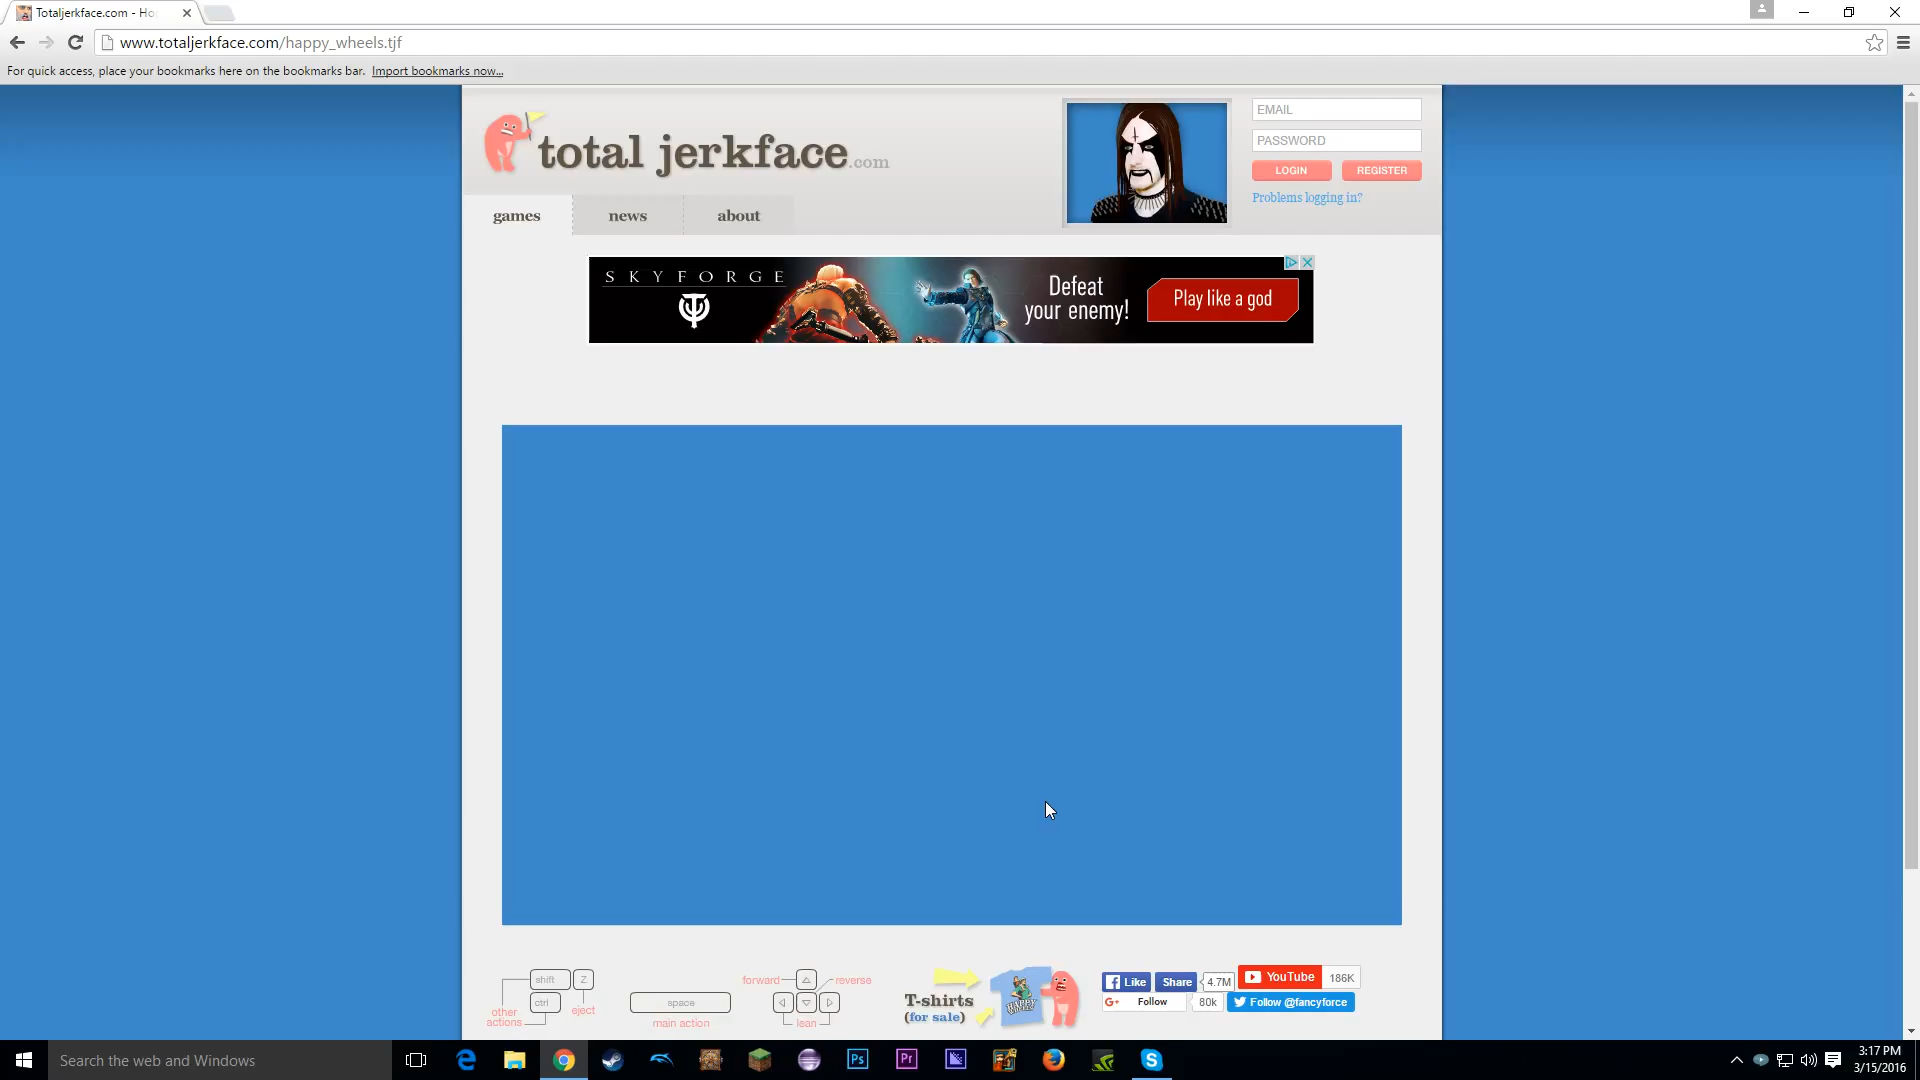 Totaljerkface.com - Ho
www.totaljerkface.com/happy_wheels.tjf
For quick access, place your bookmarks here on the bookmarks bar. Import bookmarks now...
total jerkface.com
EMAIL
PASSWORD
LOGIN REGISTER
Problems logging in?
games news about
SKYFORGE
Defeat
your enemy!
Play like a god
shift Z
ctrl
other
actions
eject
space
main action
forward reverse
lean
T-shirts
(for sale)
HAPPY
WHEELS
Like Share 4.7M
YouTube 186K
G+ Follow 80k
Follow @fancyforce
Search the web and Windows
Ps
Pr
3:17 PM
3/15/2016